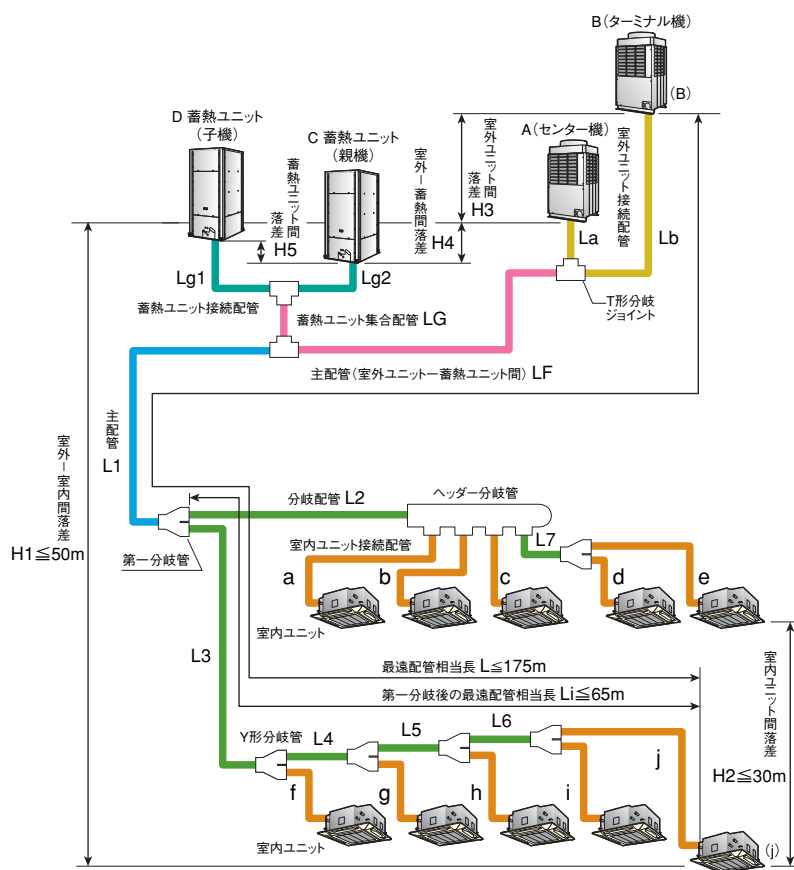 B（ターミナル機）
(B)
D 蓄熱ユニット
（子機）
C 蓄熱ユニット
（親機）
A（センター機）
室外ユニット間
落差
H3
室外ユニット接続配管
蓄熱ユニット間
落差
H5
室外ー蓄熱間落差
H4
La
Lb
Lg1
Lg2
T形分岐
ジョイント
蓄熱ユニット接続配管
蓄熱ユニット集合配管 LG
主配管（室外ユニットー蓄熱ユニット間） LF
主配管
L1
室外ー室内間落差
H1≦50m
分岐配管 L2
ヘッダー分岐管
第一分岐管
室内ユニット接続配管
L7
a
b
c
d
e
室内ユニット
L3
最遠配管相当長 L≦175m
第一分岐後の最遠配管相当長 Li≦65m
室内ユニット間落差
H2≦30m
Y形分岐管
L4
L5
L6
f
g
h
i
j
室内ユニット
(j)